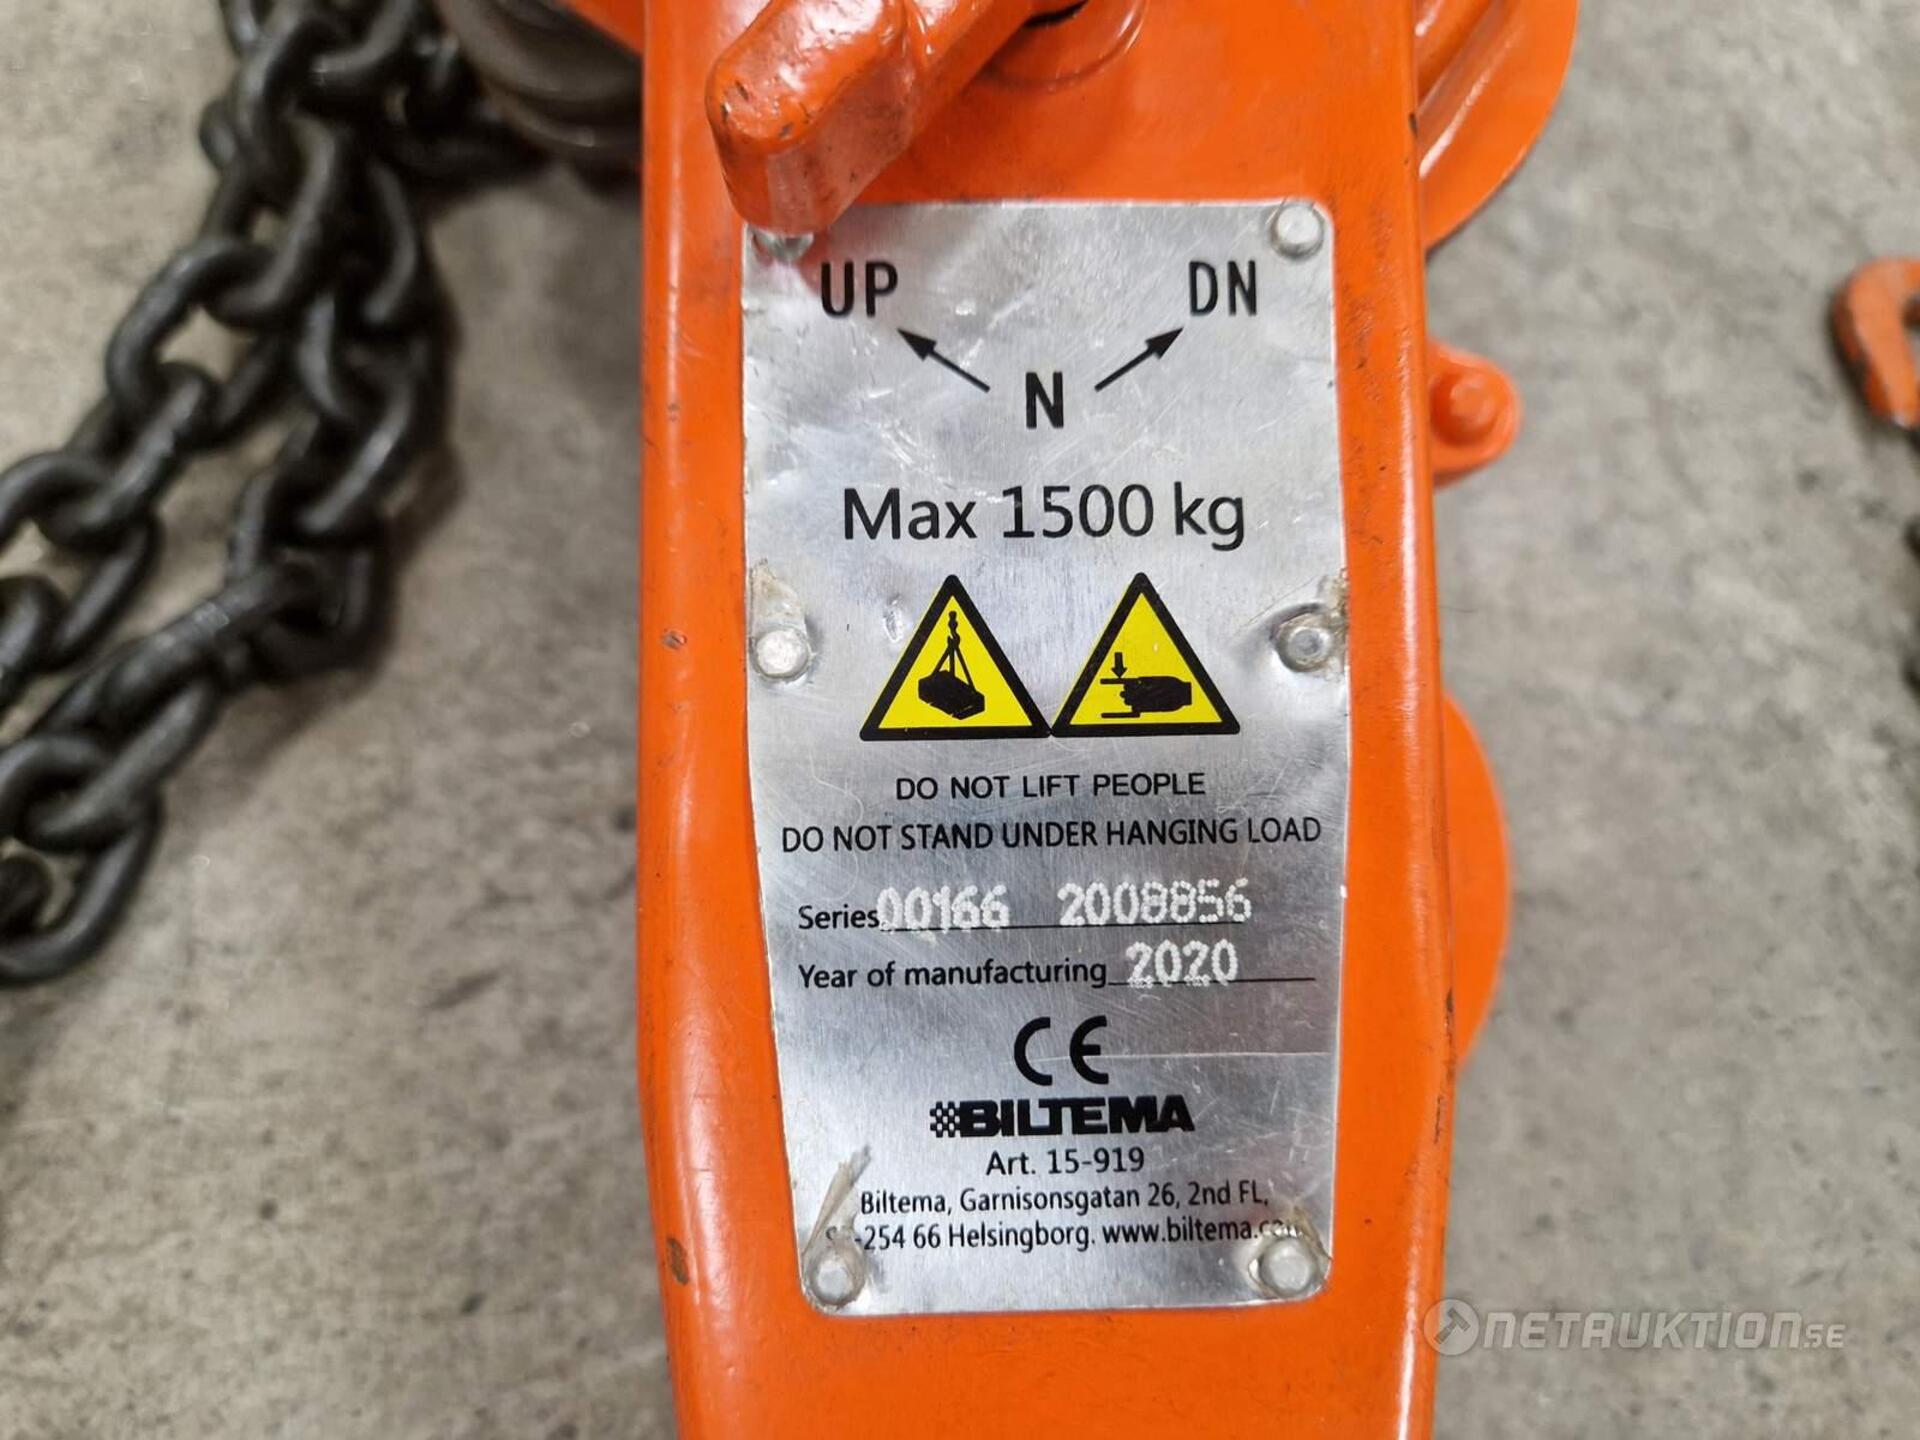 UP DN
N
Max 1500 kg
DO NOT LIFT PEOPLE
DO NOT STAND UNDER HANGING LOAD
Series 00166 2008856
Year of manufacturing 2020
CE
BILTEMA
Art. 15-919
Biltema, Garnisonsgatan 26, 2nd FL,
-254 66 Helsingborg. www.biltema.com
NETAUKTION.SE